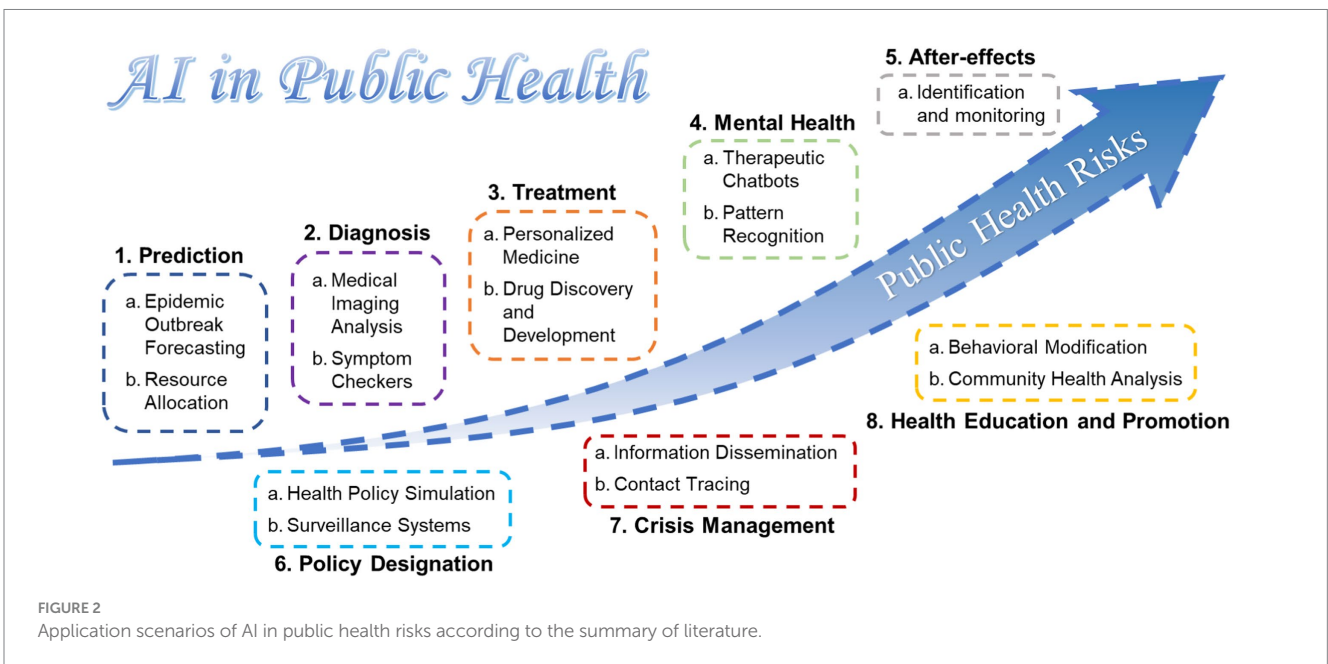 AI in Public Health
5. After-effects
a. Identification
and monitoring
4. Mental Health
a. Therapeutic
Chatbots
b. Pattern
Recognition
3. Treatment
a. Personalized
Medicine
b. Drug Discovery
and
Development
2. Diagnosis
a. Medical
Imaging
Analysis
b. Symptom
Checkers
1. Prediction
a. Epidemic
Outbreak
Forecasting
b. Resource
Allocation
Public Health Risks
a. Behavioral Modification
b. Community Health Analysis
8. Health Education and Promotion
a. Information Dissemination
b. Contact Tracing
7. Crisis Management
a. Health Policy Simulation
b. Surveillance Systems
6. Policy Designation
FIGURE 2
Application scenarios of AI in public health risks according to the summary of literature.